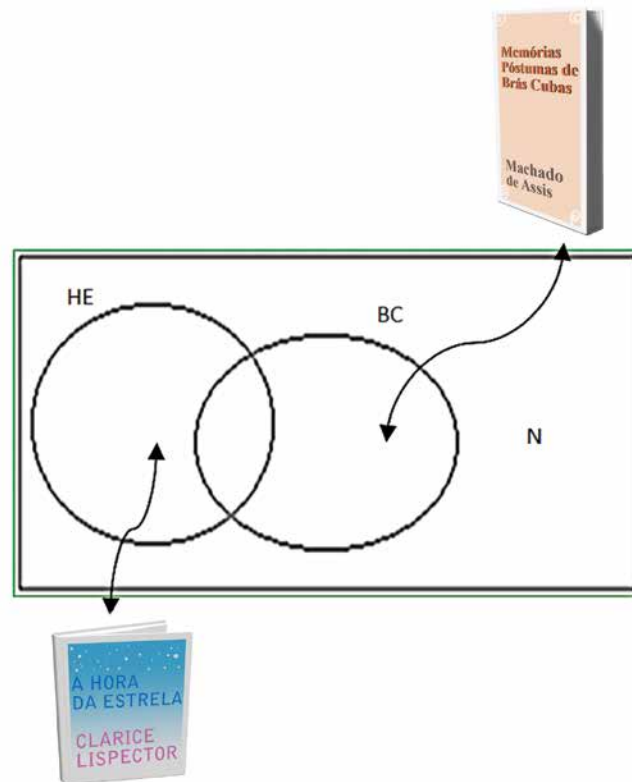 Memórias
Póstumas de
Brás Cubas
Machado
de Assis
HE
BC
N
A HORA
DA ESTRELA
CLARICE
LISPECTOR